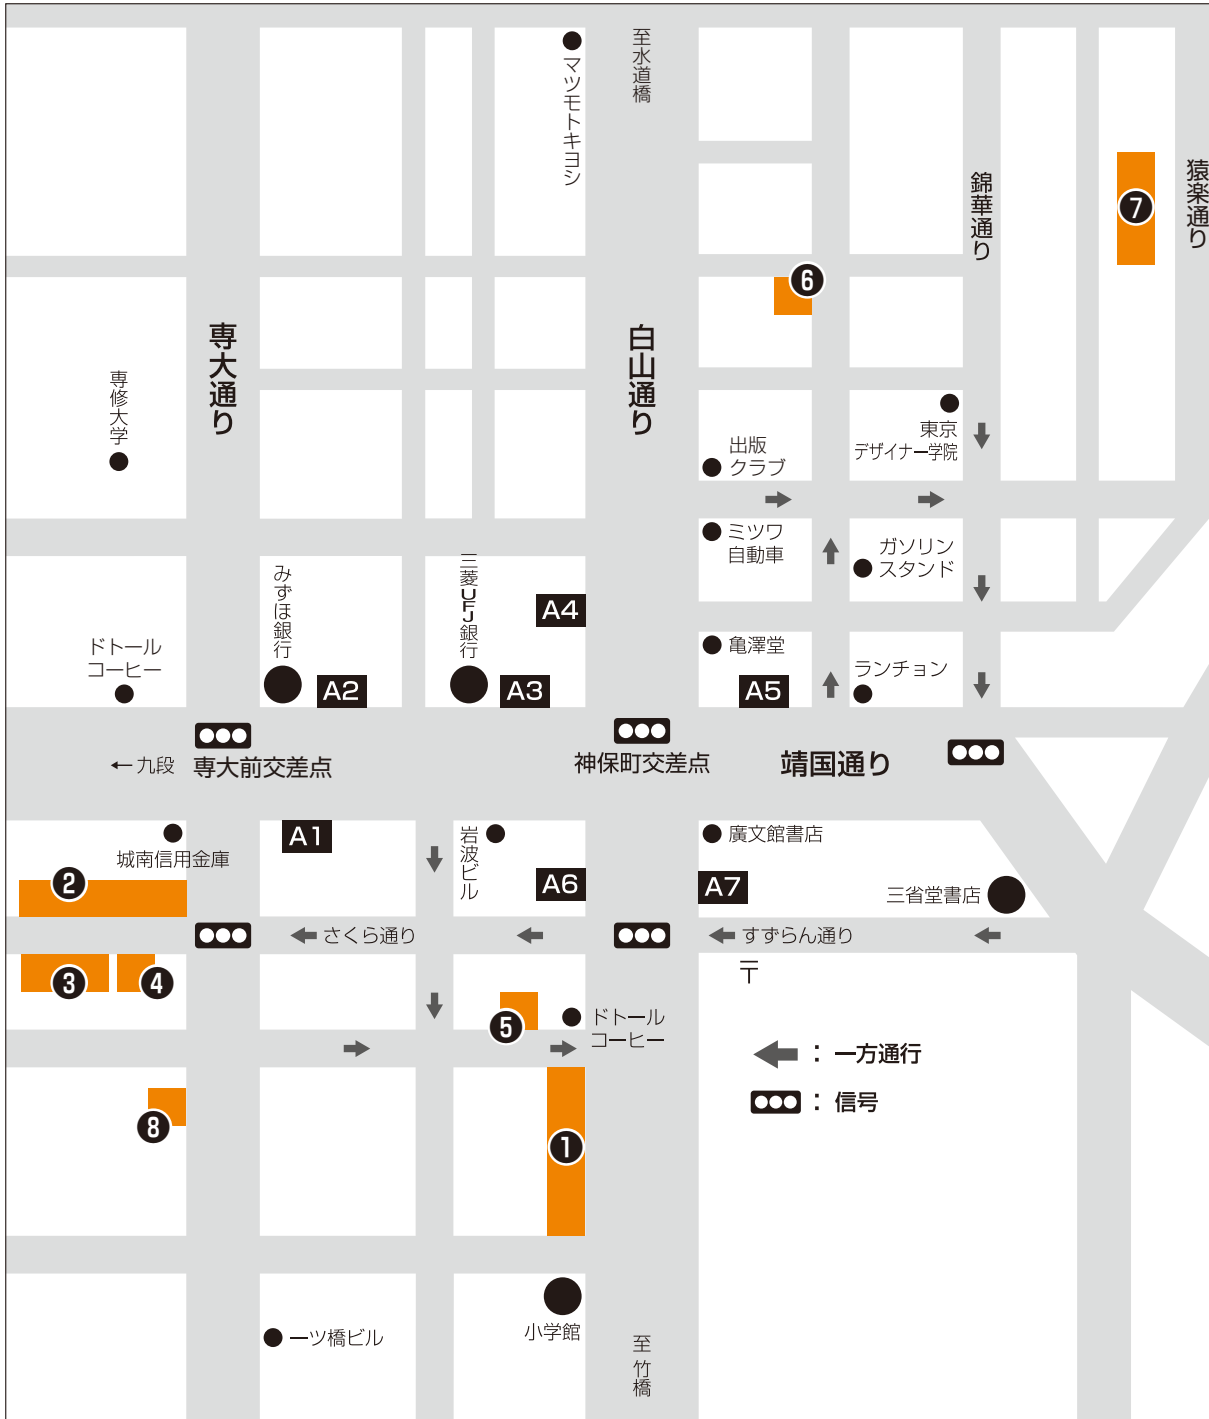 至水道橋
マツモトキヨシ
錦華通り
猿楽通り
7
6
専大通り
白山通り
専修大学
東京
デザイナー学院
出版
クラブ
ミツワ
自動車
ガソリン
スタンド
みずほ銀行
三菱UFJ銀行
A4
ドトール
コーヒー
亀澤堂
ランチョン
A2
A3
A5
←九段
専大前交差点
神保町交差点
靖国通り
城南信用金庫
A1
岩波ビル
廣文館書店
2
A6
A7
三省堂書店
さくら通り
すずらん通り
〒
3
4
5
ドトール
コーヒー
：一方通行
：信号
8
1
小学館
一ツ橋ビル
至竹橋